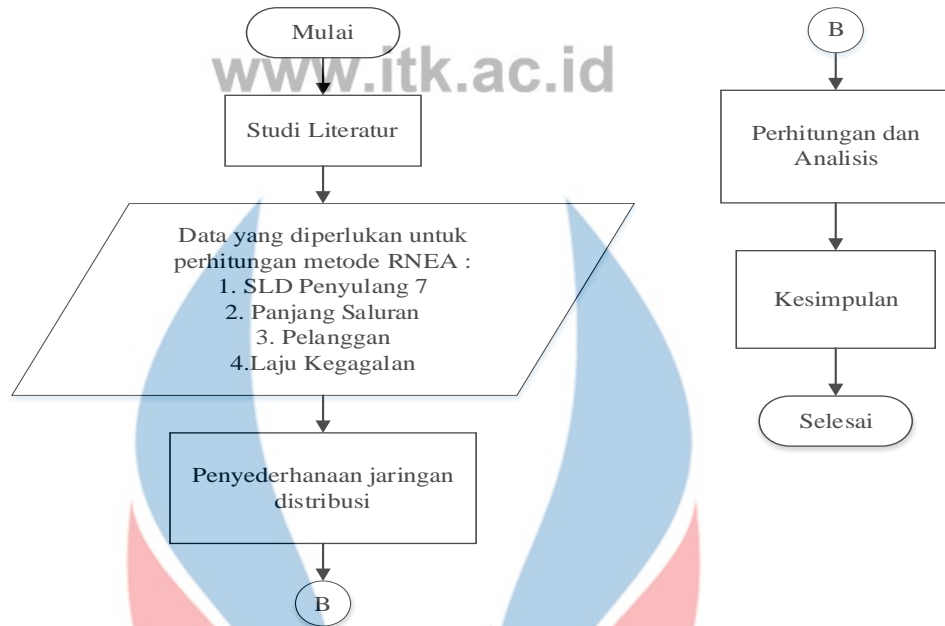 Mulai
www.itk.ac.id
Studi Literatur
Data yang diperlukan untuk
perhitungan metode RNEA :
1. SLD Penyulang 7
2. Panjang Saluran
3. Pelanggan
4.Laju Kegagalan
Penyederhanaan jaringan
distribusi
B
B
Perhitungan dan
Analisis
Kesimpulan
Selesai